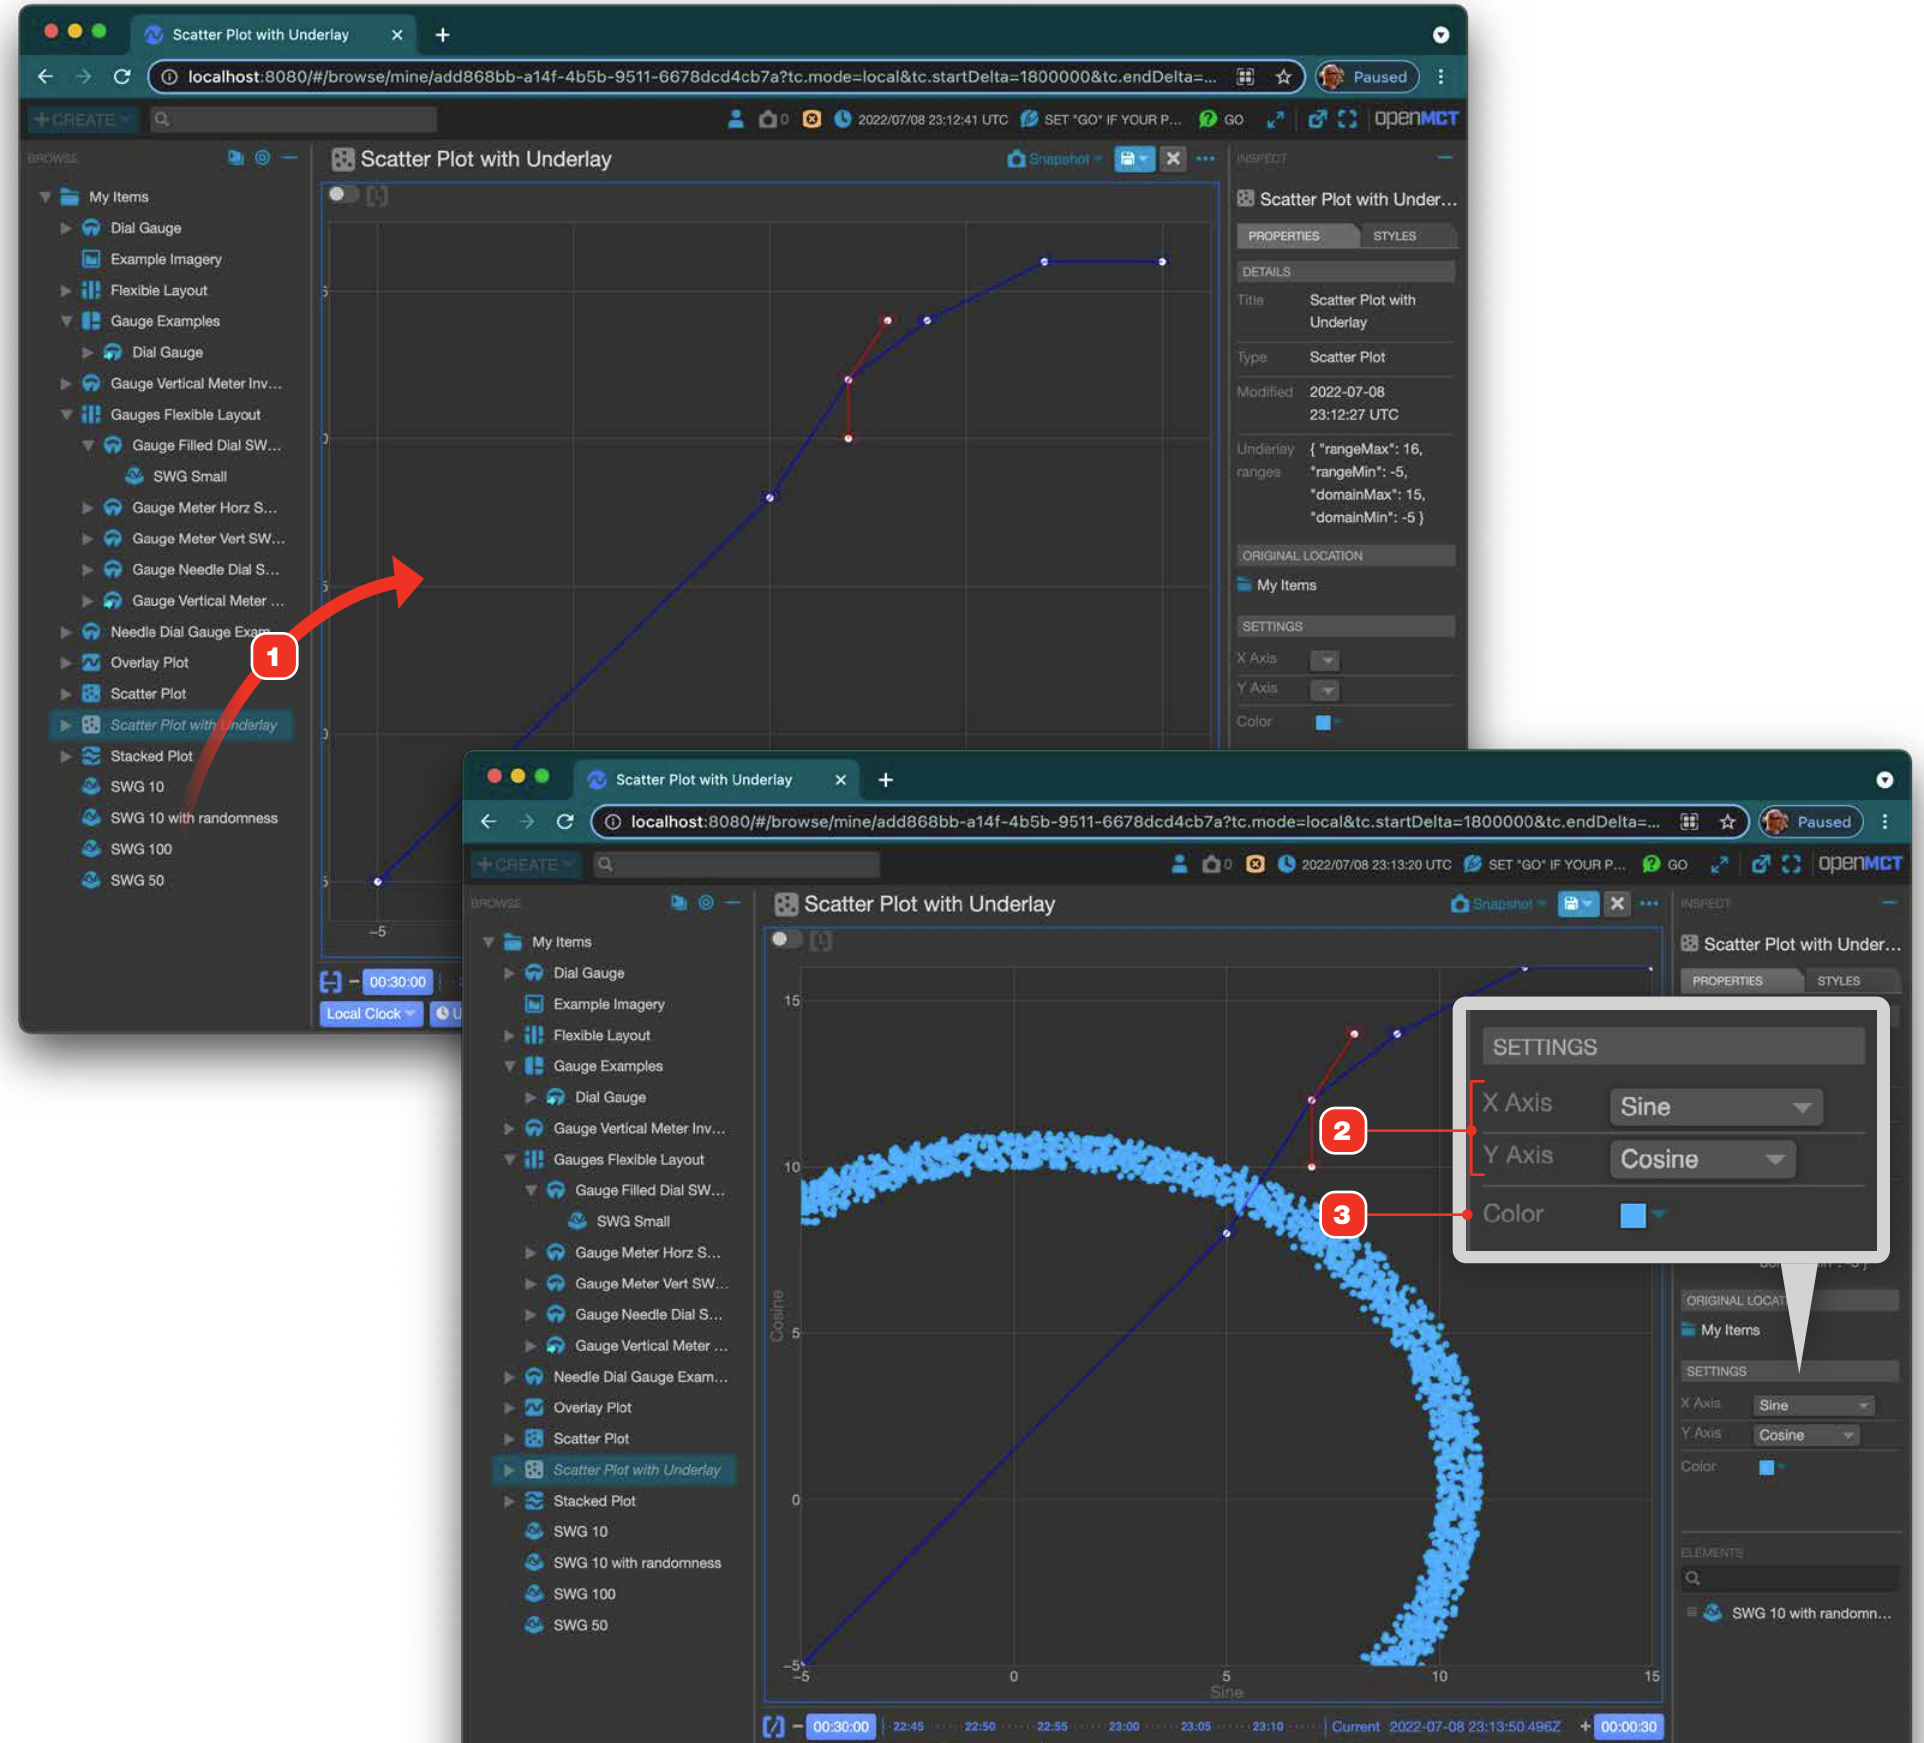 Scatter Plot with Underlay
localhost:8080/#/browse/mine/add868bb-a14f-4b5b-9511-6678dcd4cb7a?tc.mode=local&tc.startDelta=1800000&tc.endDelta=...
Paused
+CREATE
0
2022/07/08 23:12:41 UTC
SET "GO" IF YOUR P...
GO
openMCT
BROWSE
Scatter Plot with Underlay
Snapshot
INSPECT
My Items
Dial Gauge
Example Imagery
Flexible Layout
Gauge Examples
Dial Gauge
Gauge Vertical Meter Inv...
Gauges Flexible Layout
Gauge Filled Dial SW...
SWG Small
Gauge Meter Horz S...
Gauge Meter Vert SW...
Gauge Needle Dial S...
Gauge Vertical Meter ...
Needle Dial Gauge Exam
Overlay Plot
Scatter Plot
Scatter Plot with Underlay
Stacked Plot
SWG 10
SWG 10 with randomness
SWG 100
SWG 50
1
5
0
5
0
5
-5
00:30:00
Local Clock
U
Scatter Plot with Under...
PROPERTIES
STYLES
DETAILS
Title
Scatter Plot with
Underlay
Type
Scatter Plot
Modified
2022-07-08
23:12:27 UTC
Underlay
ranges
{ "rangeMax": 16,
"rangeMin": -5,
"domainMax": 15,
"domainMin": -5 }
ORIGINAL LOCATION
My Items
SETTINGS
X Axis
Y Axis
Color
Scatter Plot with Underlay
localhost:8080/#/browse/mine/add868bb-a14f-4b5b-9511-6678dcd4cb7a?tc.mode=local&tc.startDelta=1800000&tc.endDelta=...
Paused
+CREATE
0
2022/07/08 23:13:20 UTC
SET "GO" IF YOUR P...
GO
openMCT
BROWSE
Scatter Plot with Underlay
Snapshot
INSPECT
My Items
Dial Gauge
Example Imagery
Flexible Layout
Gauge Examples
Dial Gauge
Gauge Vertical Meter Inv...
Gauges Flexible Layout
Gauge Filled Dial SW...
SWG Small
Gauge Meter Horz S...
Gauge Meter Vert SW...
Gauge Needle Dial S...
Gauge Vertical Meter ...
Needle Dial Gauge Exam...
Overlay Plot
Scatter Plot
Scatter Plot with Underlay
Stacked Plot
SWG 10
SWG 10 with randomness
SWG 100
SWG 50
15
10
5
0
-5
Cosine
-5
0
5
10
15
Sine
00:30:00
22:45
22:50
22:55
23:00
23:05
23:10
Current 2022-07-08 23:13:50.496Z
+
00:00:30
Scatter Plot with Under...
PROPERTIES
STYLES
2
3
SETTINGS
X Axis
Sine
Y Axis
Cosine
Color
ORIGINAL LOCAT
My Items
SETTINGS
X Axis
Sine
Y Axis
Cosine
Color
ELEMENTS
SWG 10 with randomn...